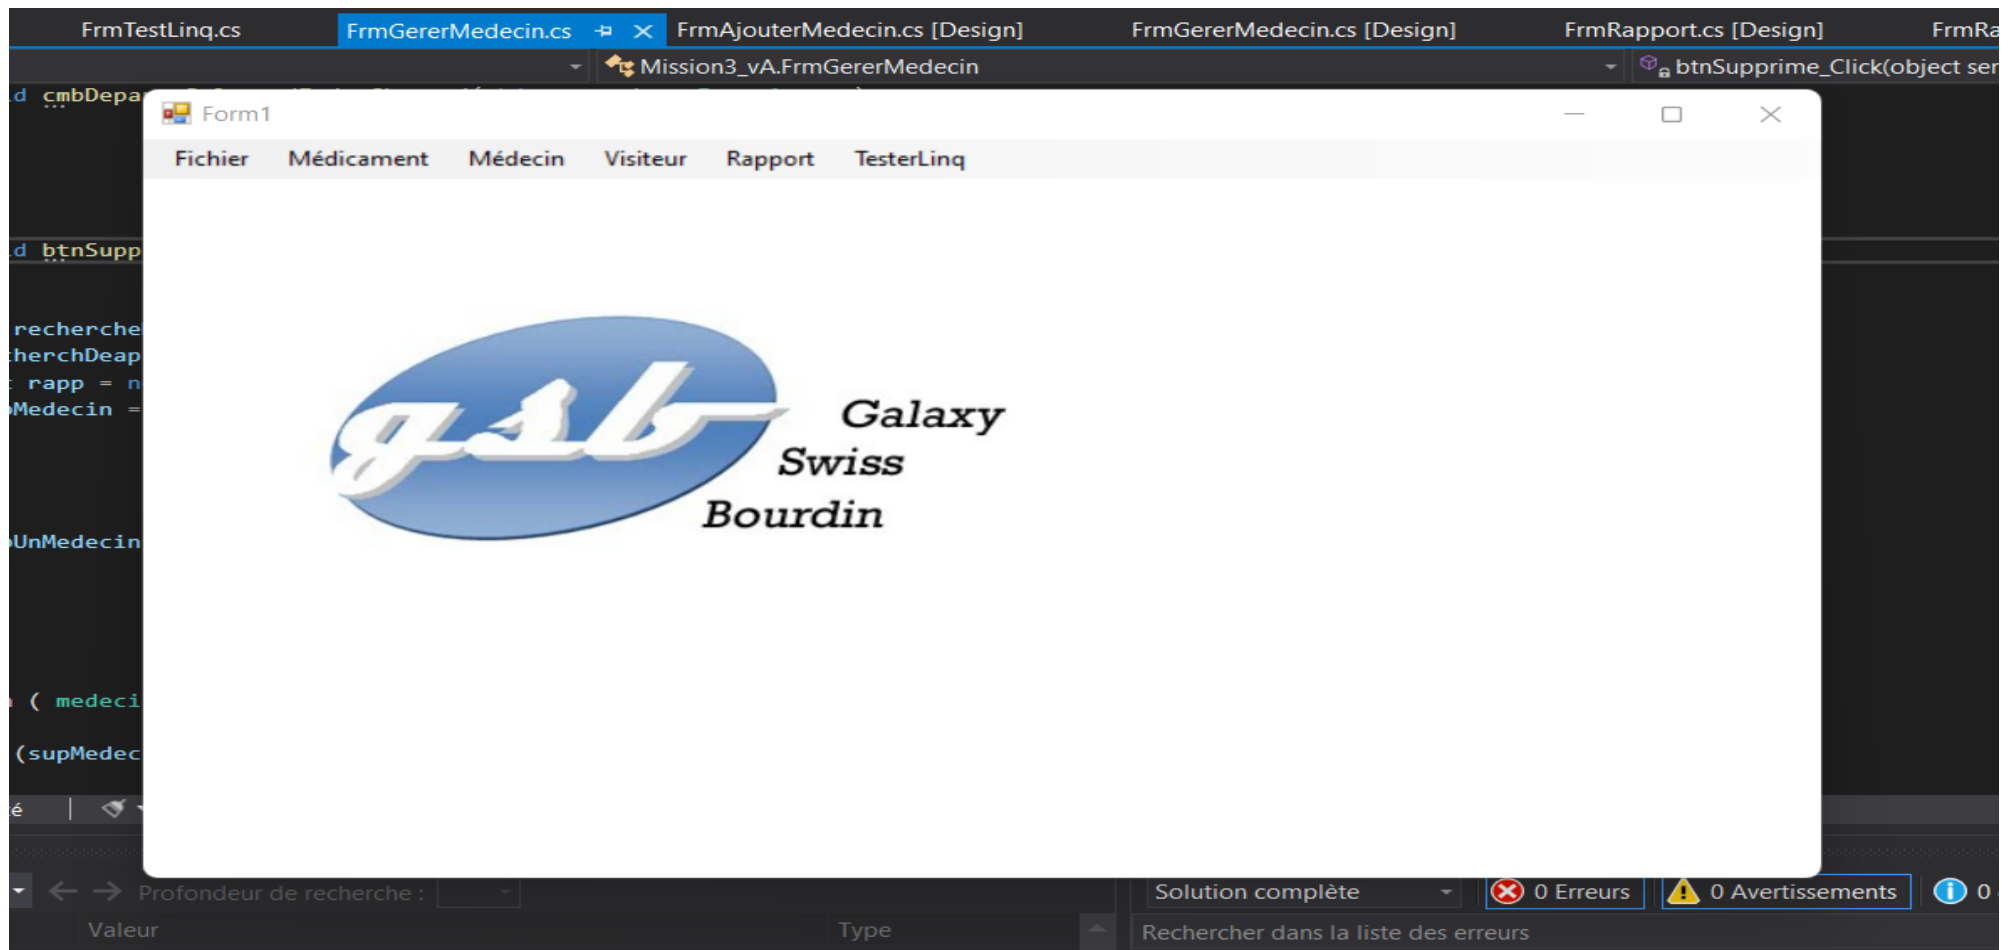 FrmTestLinq.cs FrmGererMedecin.cs FrmAjouterMedecin.cs [Design] FrmGererMedecin.cs [Design] FrmRapport.cs [Design] FrmRa
Mission3_vA.FrmGererMedecin btnSupprime_Click(object ser
d cmbDepa
Form1
Fichier Médicament Médecin Visiteur Rapport TesterLinq
d btnSupp
recherche
herchDeap
rapp = n
Medecin =
gsb
Galaxy
Swiss
Bourdin
UnMedecin
( medeci
(supMedec
é
Profondeur de recherche : Solution complète 0 Erreurs 0 Avertissements 0
Valeur Type Rechercher dans la liste des erreurs